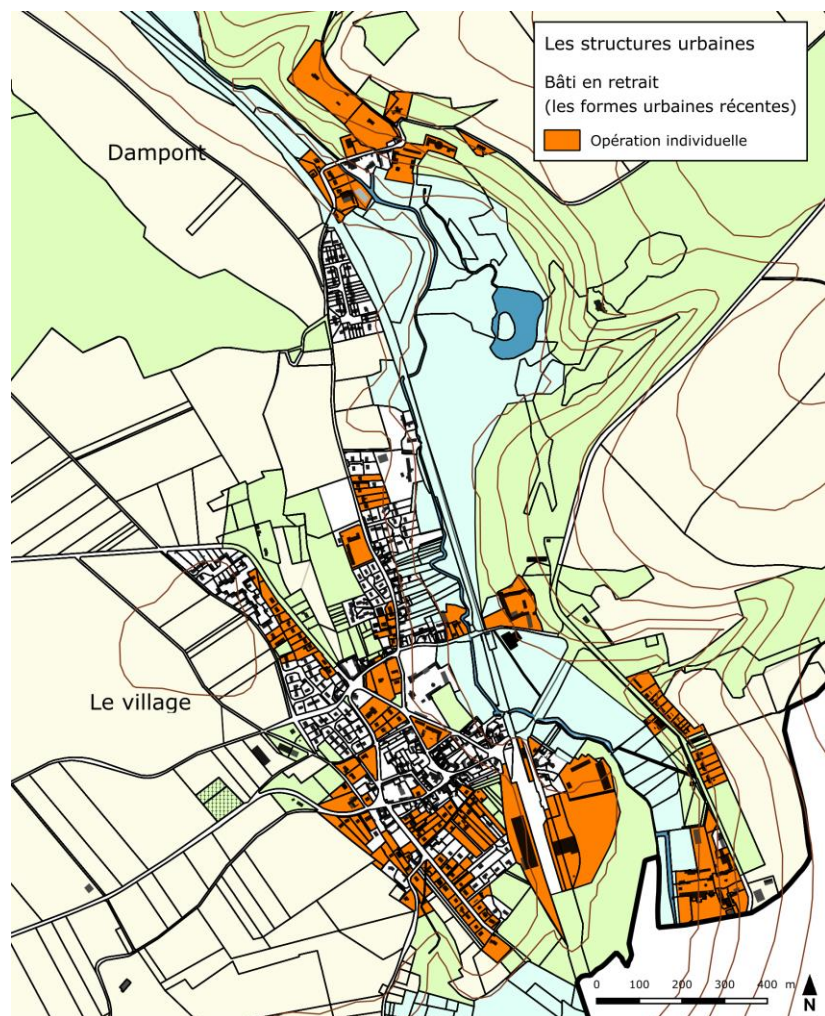 Les structures urbaines
Bâti en retrait
(les formes urbaines récentes)
Opération individuelle
Dampont
Le village
0 100 200 300 400 m
N